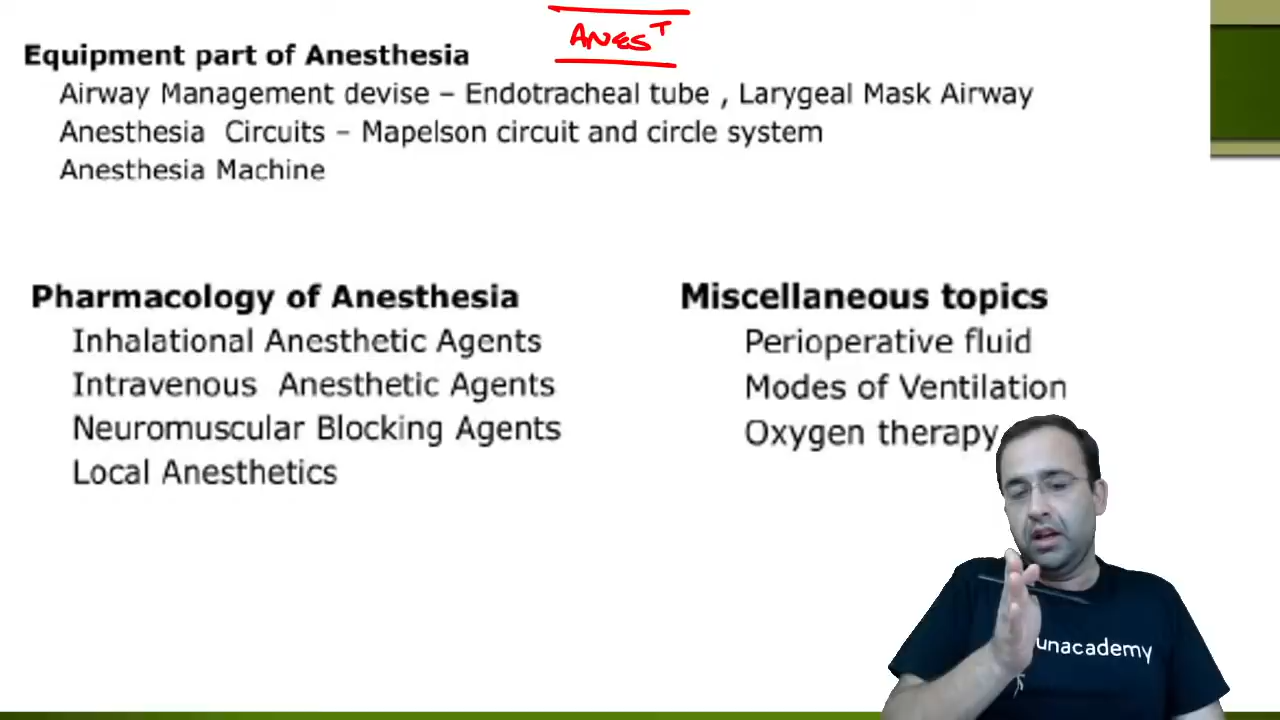 ANEST
Equipment part of Anesthesia
Airway Management devise – Endotracheal tube , Larygeal Mask Airway
Anesthesia Circuits – Mapelson circuit and circle system
Anesthesia Machine
Pharmacology of Anesthesia
Inhalational Anesthetic Agents
Intravenous Anesthetic Agents
Neuromuscular Blocking Agents
Local Anesthetics
Miscellaneous topics
Perioperative fluid
Modes of Ventilation
Oxygen therapy
unacademy